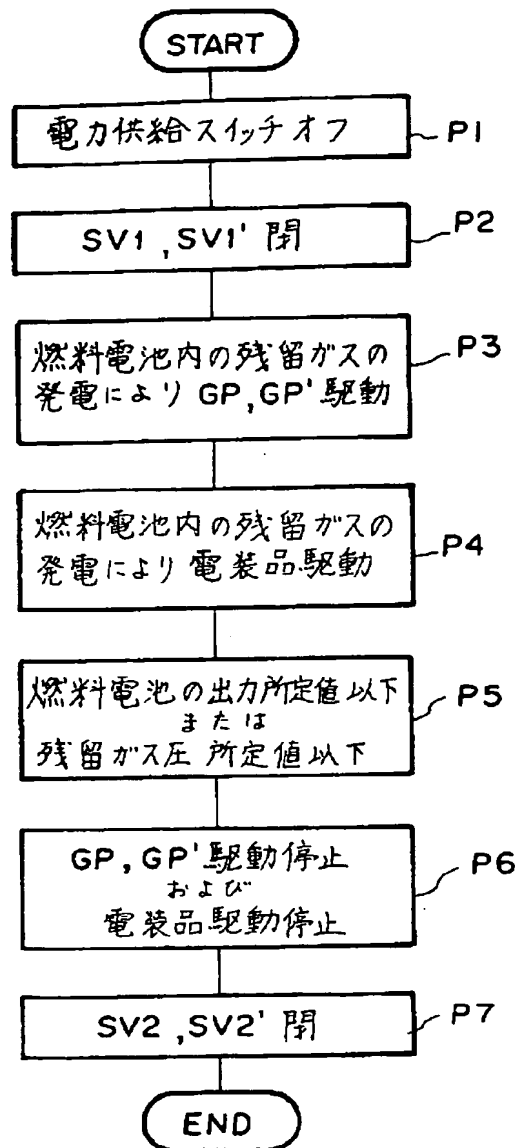 START
電力供給スイッチオフ
P1
SV1,SV1' 閉
P2
燃料電池内の残留ガスの
発電により GP,GP'駆動
P3
燃料電池内の残留ガスの
発電により電装品駆動
P4
燃料電池の出力所定値以下
または
残留ガス圧 所定値以下
P5
GP,GP'駆動停止
および
電装品駆動停止
P6
SV2,SV2' 閉
P7
END